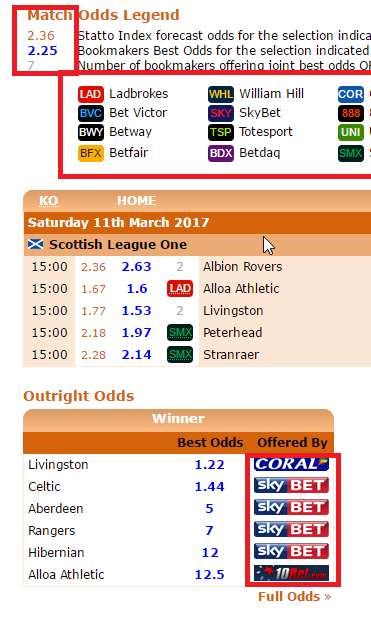 Match Odds Legend
2.36 Statto Index forecast odds for the selection indica
2.25 Bookmakers Best Odds for the selection indicated
7 Number of bookmakers offering joint best odds OR
LAD Ladbrokes WHL William Hill COR
BVC Bet Victor SKY SkyBet 888
BWY Betway TSP Totesport UNI
BFX Betfair BDX Betdaq SMX
KO HOME
Saturday 11th March 2017
Scottish League One
15:00 2.36 2.63 2 Albion Rovers
15:00 1.67 1.6 LAD Alloa Athletic
15:00 1.77 1.53 2 Livingston
15:00 2.18 1.97 SMX Peterhead
15:00 2.28 2.14 SMX Stranraer
Outright Odds
Winner
Best Odds Offered By
Livingston 1.22 CORAL
Celtic 1.44 sky BET
Aberdeen 5 sky BET
Rangers 7 sky BET
Hibernian 12 sky BET
Alloa Athletic 12.5 10Bet.com
Full Odds »